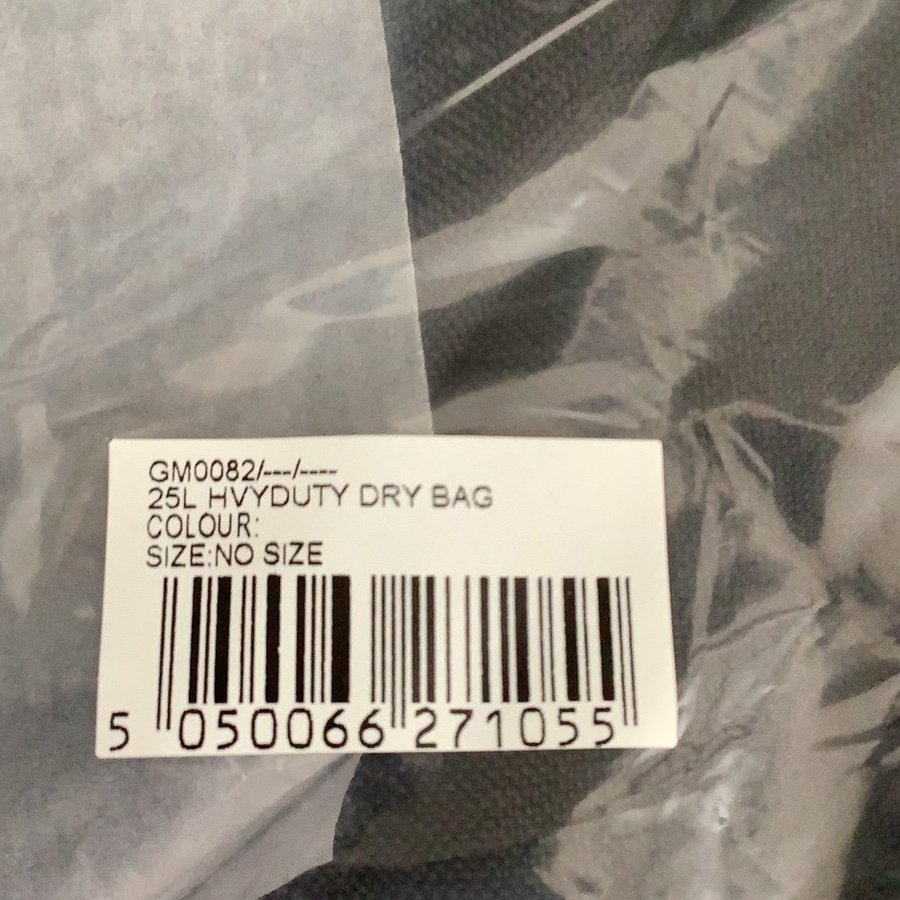 GM0082/---/----
25L HVYDUTY DRY BAG
COLOUR:
SIZE:NO SIZE
5 050066 271055